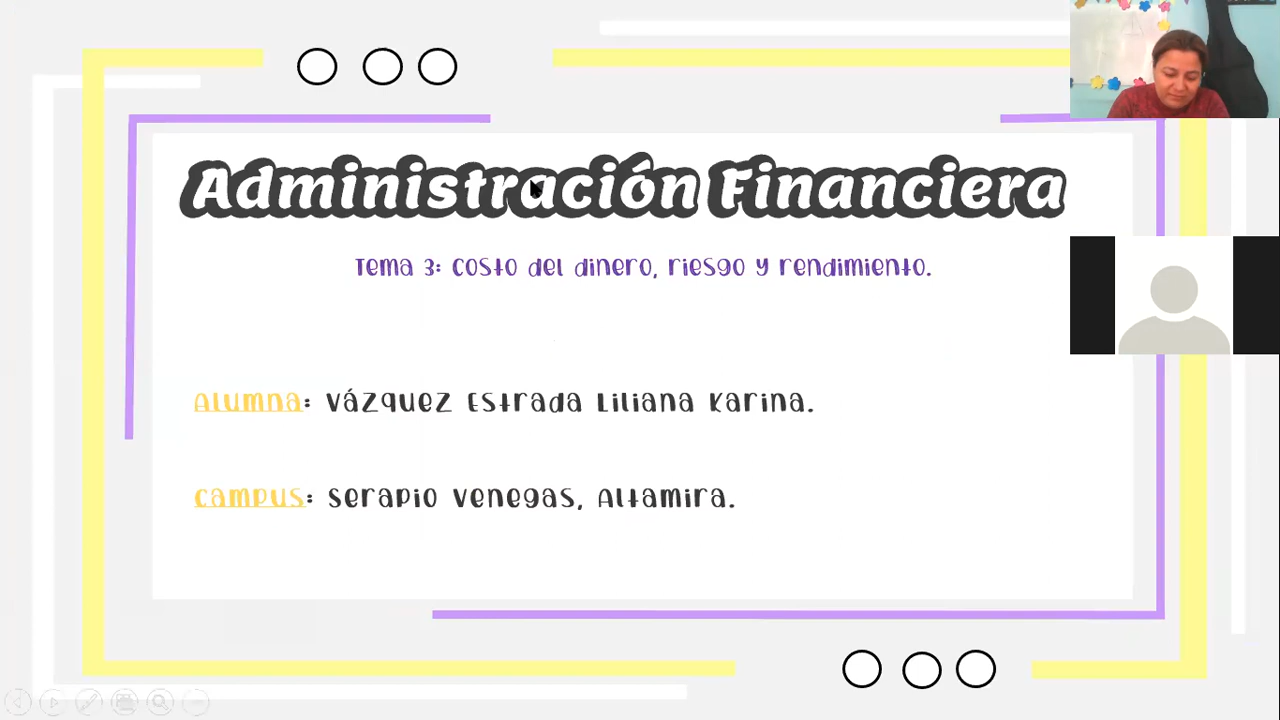 Administración Financiera
Tema 3: Costo del dinero, riesgo y rendimiento.
Alumna: Vázquez Estrada Liliana Karina.
Campus: Serapio Venegas, Altamira.